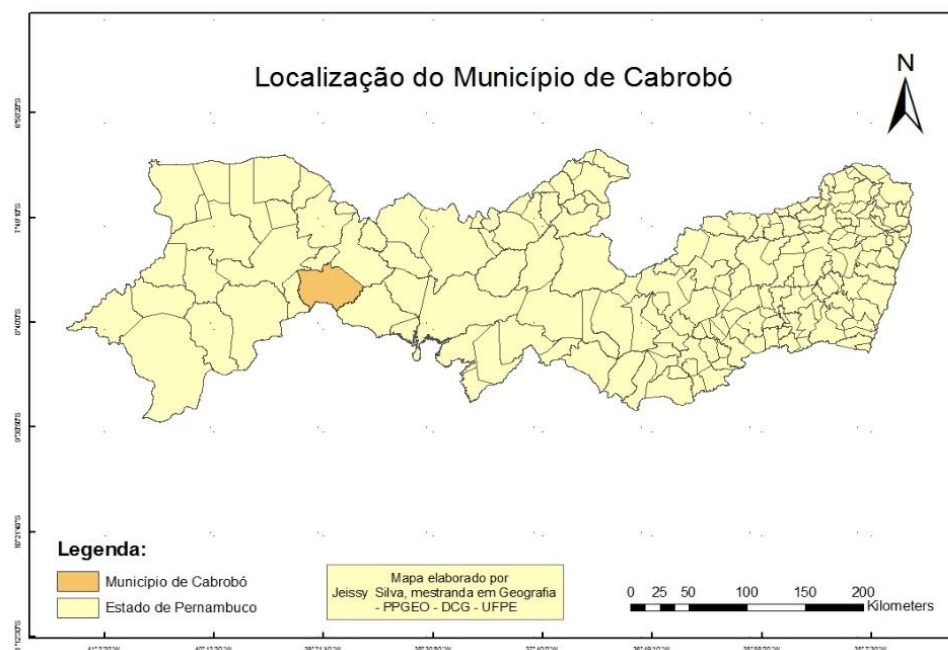 Localização do Município de Cabrobó
N
Legenda:
Município de Cabrobó
Estado de Pernambuco
Mapa elaborado por
Jeissy Silva, mestranda em Geografia
- PPGEO - DCG - UFPE
0 25 50 100 150 200
Kilometers